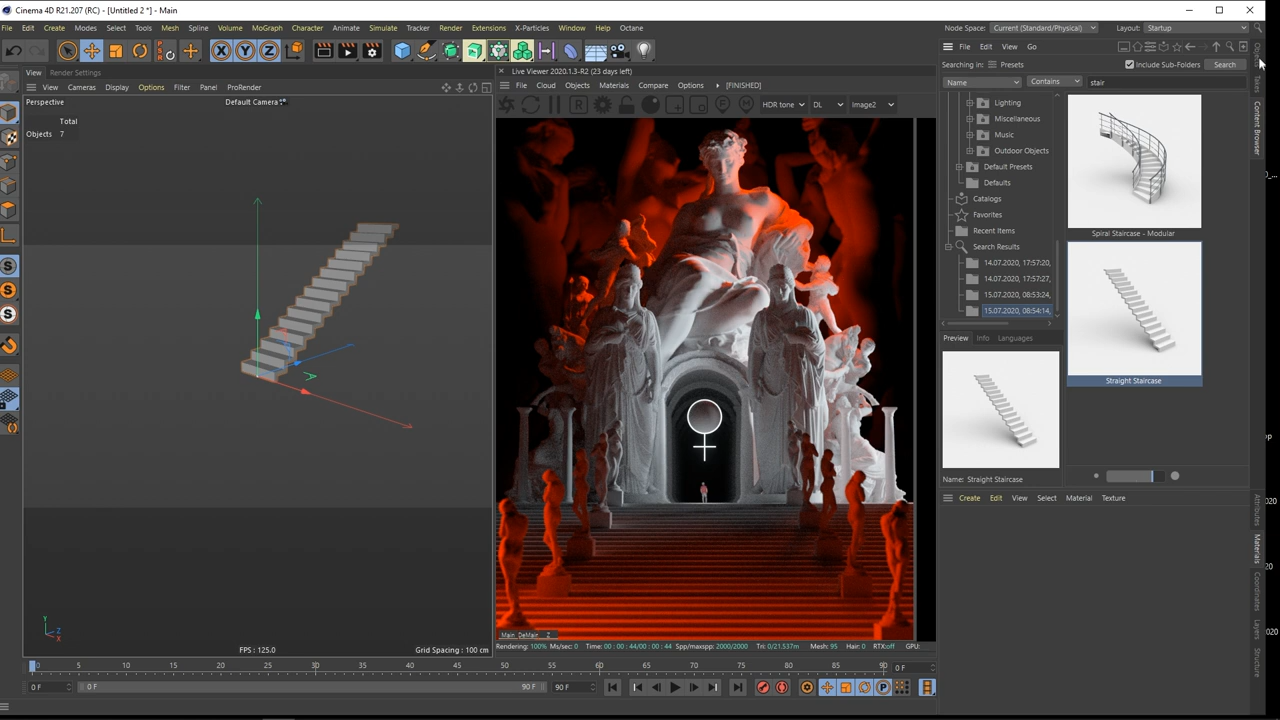 Cinema 4D R21.207 (RC) - [Untitled 2 *] - Main
File Edit Create Modes Select Tools Mesh Spline Volume MoGraph Character Animate Simulate Tracker Render Extensions X-Particles Window Help Octane
Node Space: Current (Standard/Physical) Layout: Startup
View Render Settings
View Cameras Display Options Filter Panel ProRender
Perspective
Default Camera
Total
Objects 7
FPS : 125.0
Grid Spacing : 100 cm
Live Viewer 2020.1.3-R2 (23 days left)
File Cloud Objects Materials Compare Options [FINISHED]
HDR tone DL Image2
Main DeMain Z
Rendering: 100% Ms/sec: 0 Time: 00 : 00 : 44/00 : 00 : 44 Spp/maxspp: 2000/2000 Tri: 0/21.537m Mesh: 95 Hair: 0 RTX:off GPU:
File Edit View Go
Searching in: Presets
Include Sub-Folders Search
Name Contains stair
Lighting
Miscellaneous
Music
Outdoor Objects
Default Presets
Defaults
Catalogs
Favorites
Recent Items
Search Results
14.07.2020, 17:57:20,
14.07.2020, 17:57:27,
15.07.2020, 08:53:24,
15.07.2020, 08:54:14,
Spiral Staircase - Modular
Straight Staircase
Preview Info Languages
Name: Straight Staircase
Create Edit View Select Material Texture
Objects
Takes
Content Browser
Attributes
Materials
Coordinates
Layers
Structure
0 5 10 15 20 25 30 35 40 45 50 55 60 65 70 75 80 85 90 0 F
0 F 0 F 90 F 90 F
X Y Z
Y
Z
X